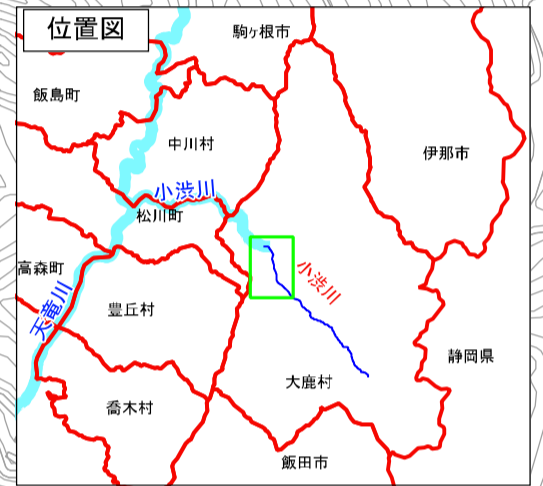 位置図
駒ヶ根市
飯島町
中川村
伊那市
小渋川
松川町
高森町
小渋川
天竜川
豊丘村
静岡県
大鹿村
喬木村
飯田市